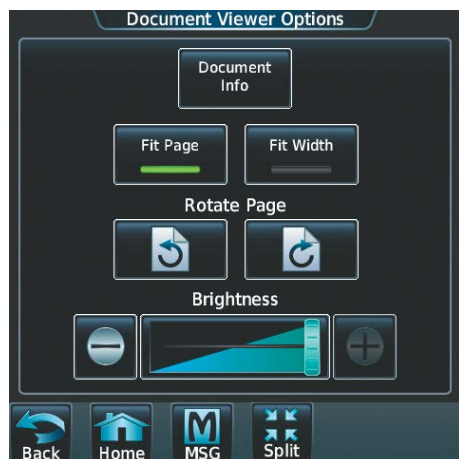 Document Viewer Options
Document
Info
Fit Page Fit Width
Rotate Page
Brightness
Back Home MSG Split